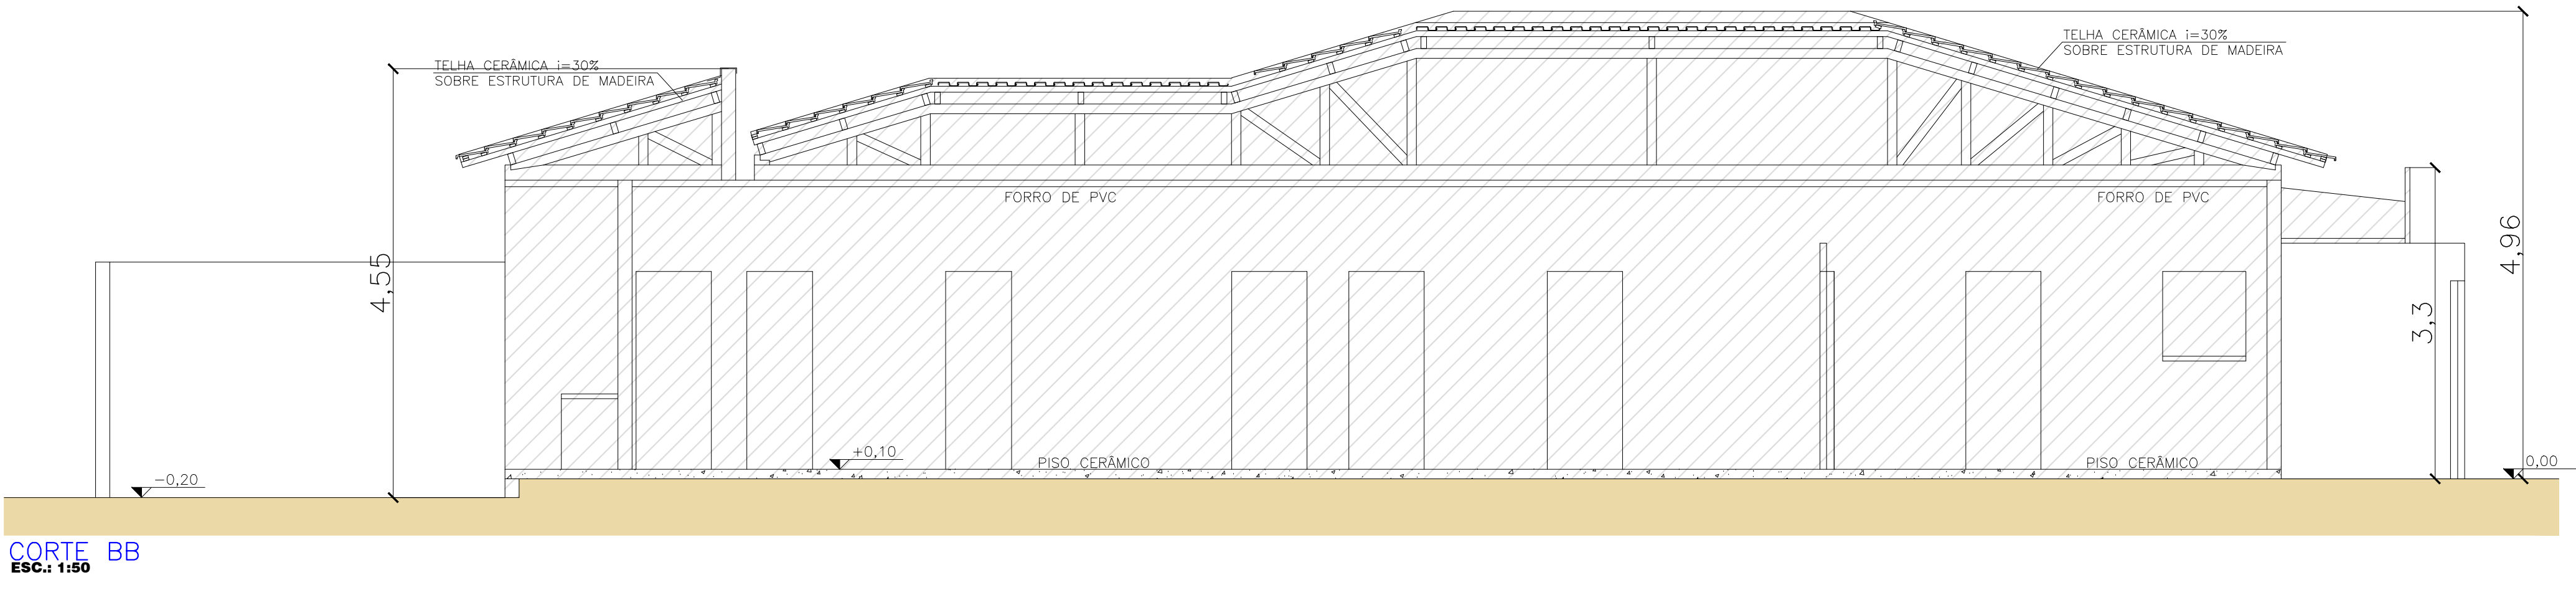 TELHA CERÂMICA i=30%
SOBRE ESTRUTURA DE MADEIRA
TELHA CERÂMICA i=30%
SOBRE ESTRUTURA DE MADEIRA
FORRO DE PVC
FORRO DE PVC
4,55
4,96
3,3
+0,10
PISO CERÂMICO
PISO CERÂMICO
0,00
-0,20
CORTE BB
ESC.: 1:50